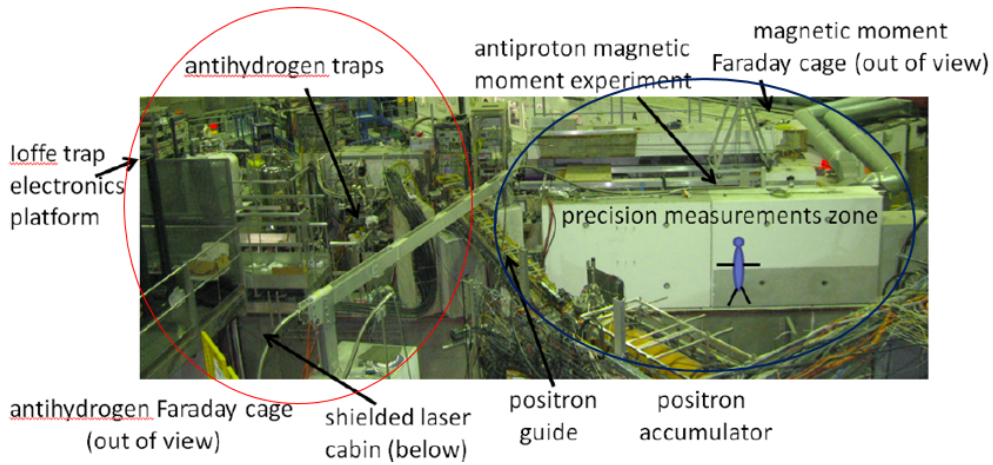 antihydrogen traps
antiproton magnetic
moment experiment
magnetic moment
Faraday cage (out of view)
Ioffe trap
electronics
platform
precision measurements zone
antihydrogen Faraday cage
(out of view)
shielded laser
cabin (below)
positron
guide
positron
accumulator